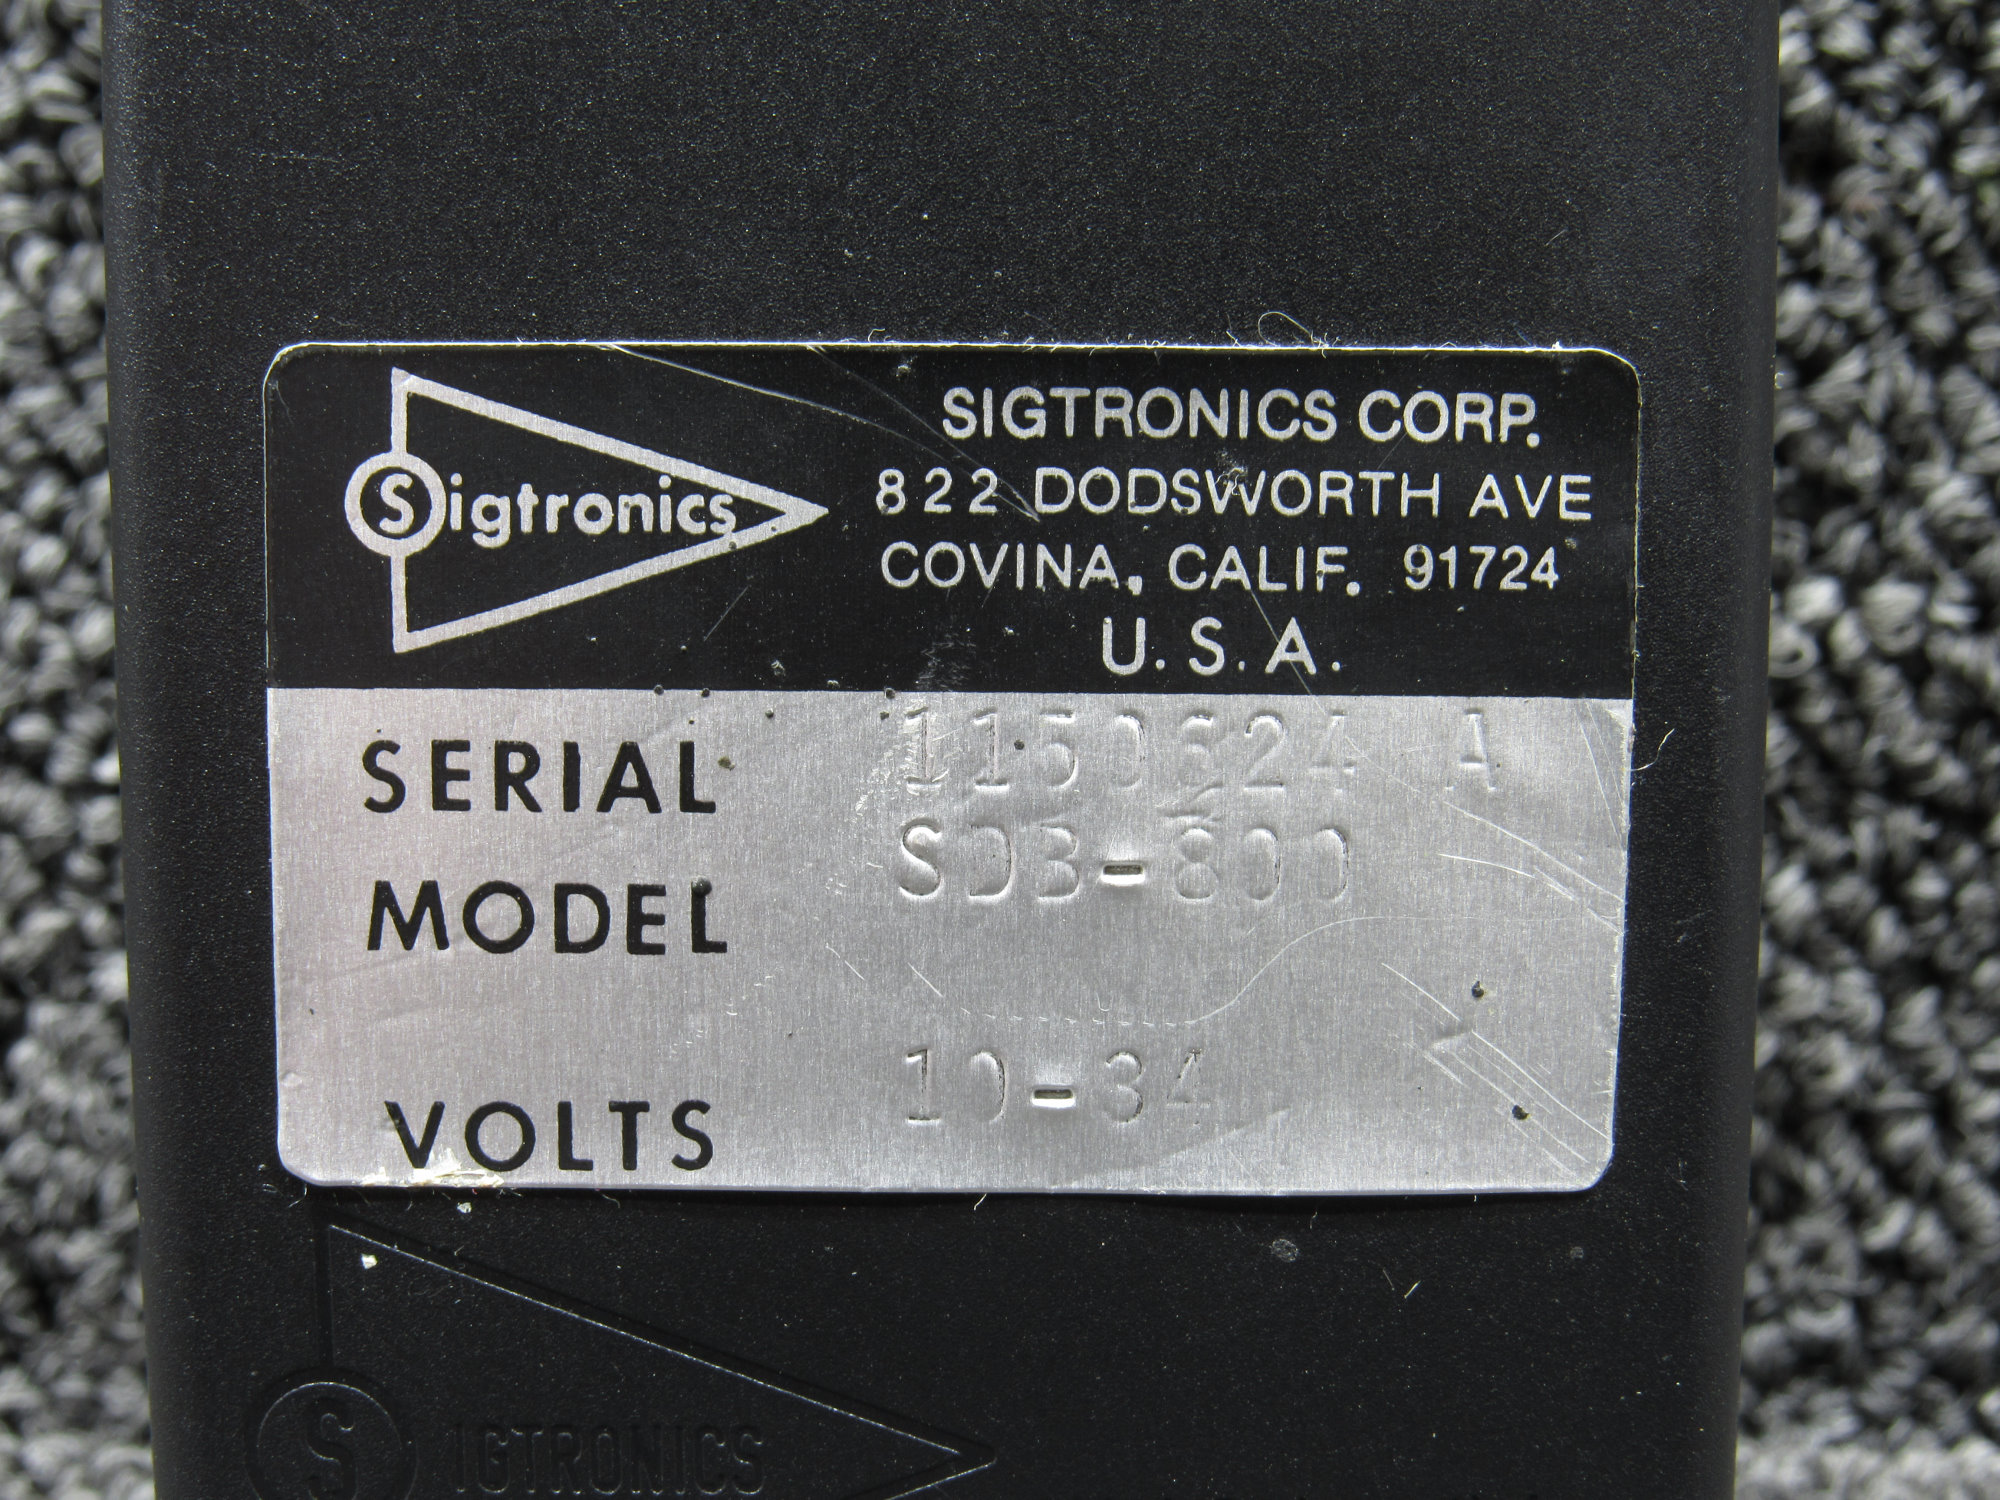 Sigtronics
SIGTRONICS CORP.
822 DODSWORTH AVE
COVINA, CALIF. 91724
U.S.A.
SERIAL 1150624 A
MODEL SDB-800
VOLTS 10-34
SIGTRONICS